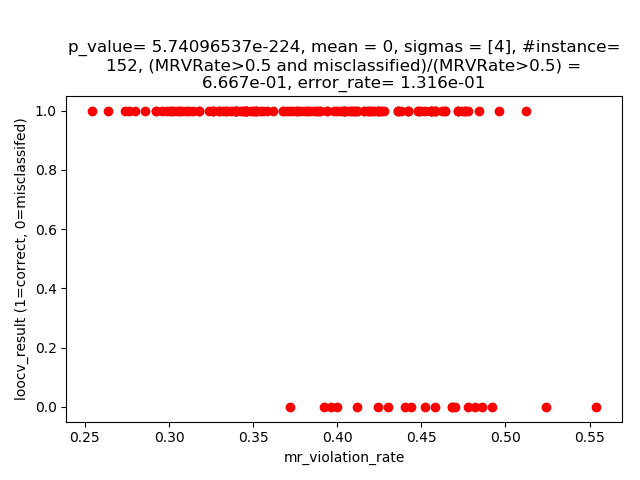 p_value= 5.74096537e-224, mean = 0, sigmas = [4], #instance=
152, (MRVRate>0.5 and misclassified)/(MRVRate>0.5) =
6.667e-01, error_rate= 1.316e-01
1.0
0.8
0.6
0.4
0.2
0.0
loocv_result (1=correct, 0=misclassifed)
0.25 0.30 0.35 0.40 0.45 0.50 0.55
mr_violation_rate